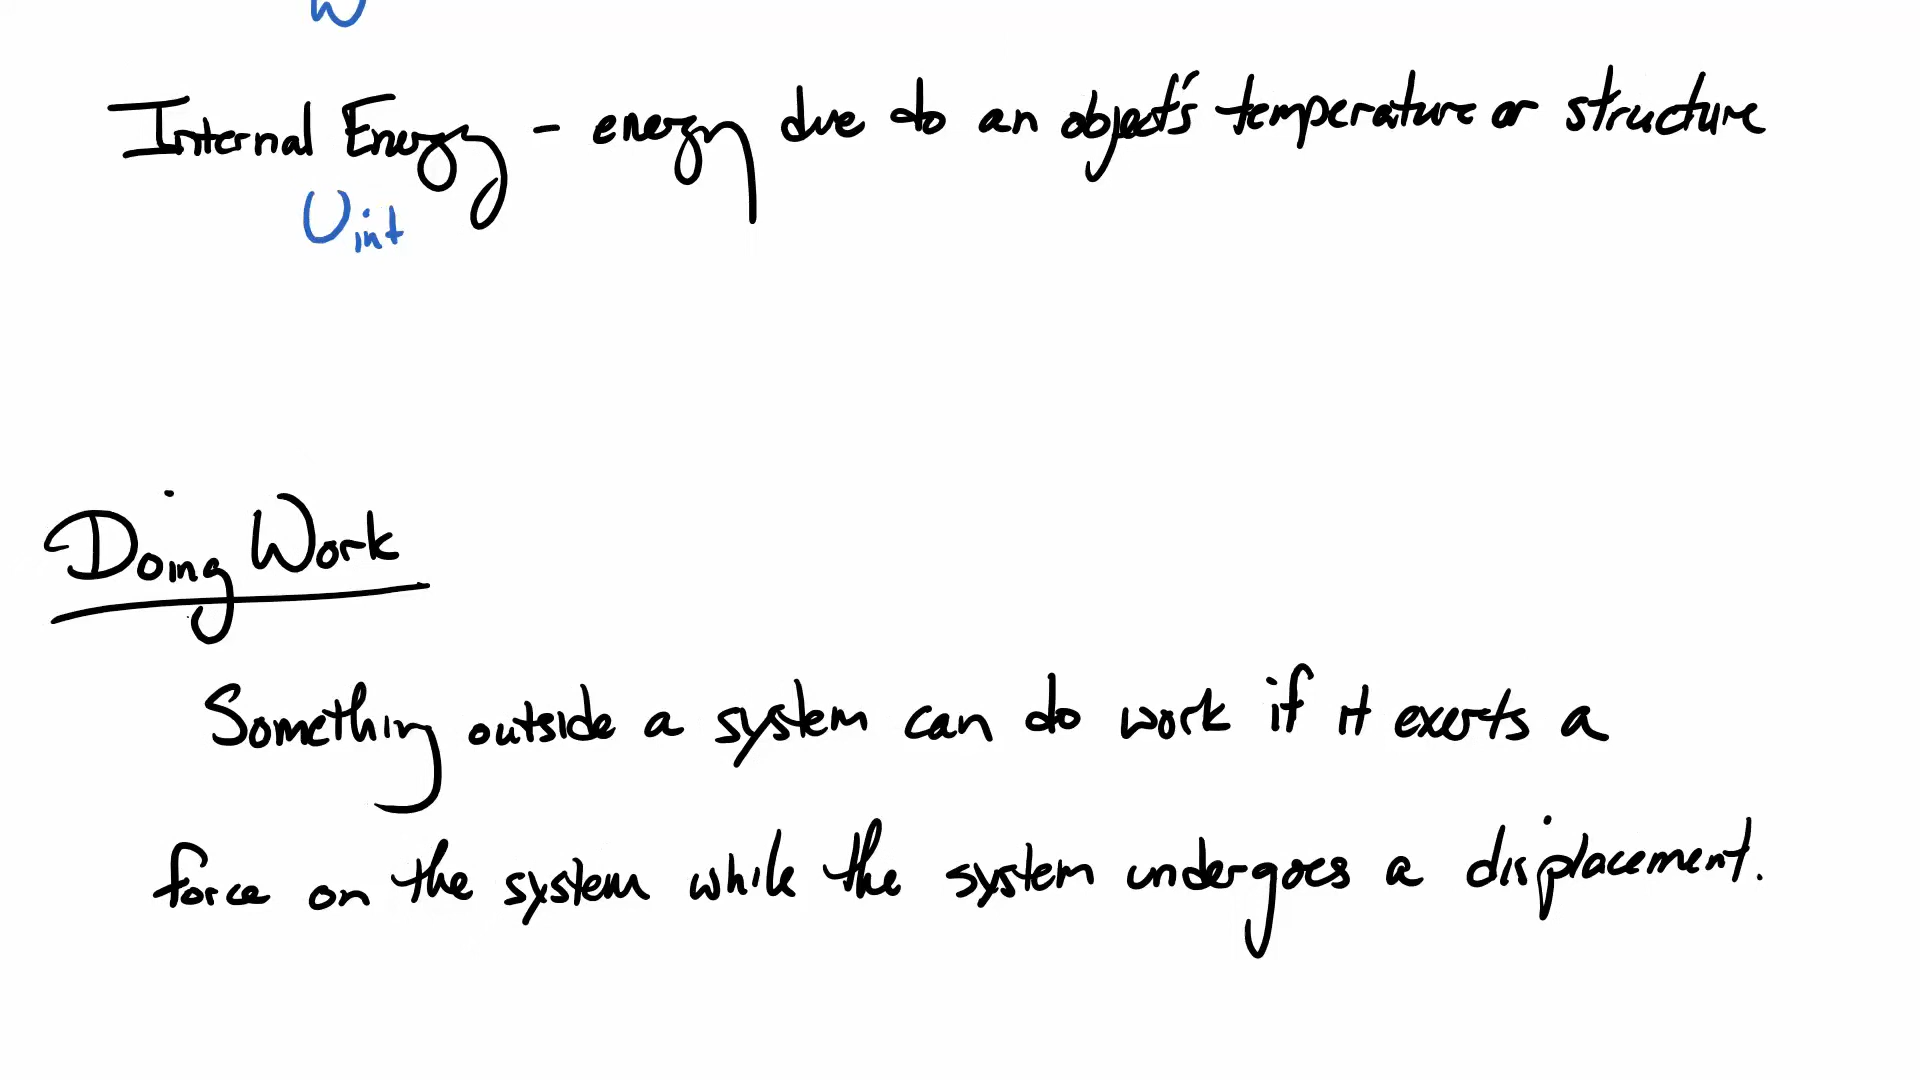 W
Internal Energy - energy due to an object's temperature or structure
Uint
Doing Work
Something outside a system can do work if it exerts a
force on the system while the system undergoes a displacement.